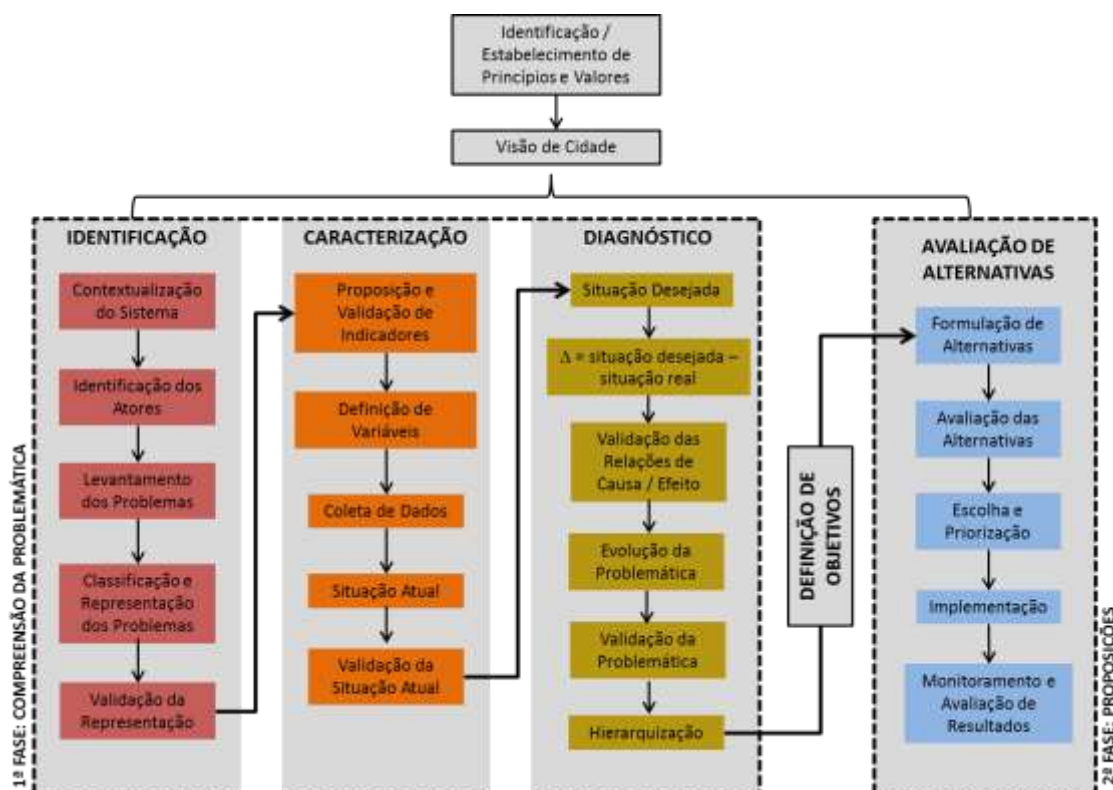 Identificação /
Estabelecimento de
Princípios e Valores
Visão de Cidade
1ª FASE: COMPREENSÃO DA PROBLEMÁTICA
IDENTIFICAÇÃO
Contextualização
do Sistema
Identificação dos
Atores
Levantamento
dos Problemas
Classificação e
Representação
dos Problemas
Validação da
Representação
CARACTERIZAÇÃO
Proposição e
Validação de
Indicadores
Definição de
Variáveis
Coleta de Dados
Situação Atual
Validação da
Situação Atual
DIAGNÓSTICO
Situação Desejada
Δ = situação desejada –
situação real
Validação das
Relações de
Causa / Efeito
Evolução da
Problemática
Validação da
Problemática
Hierarquização
DEFINIÇÃO DE
OBJETIVOS
AVALIAÇÃO DE
ALTERNATIVAS
Formulação de
Alternativas
Avaliação das
Alternativas
Escolha e
Priorização
Implementação
Monitoramento e
Avaliação de
Resultados
2ª FASE: PROPOSIÇÕES